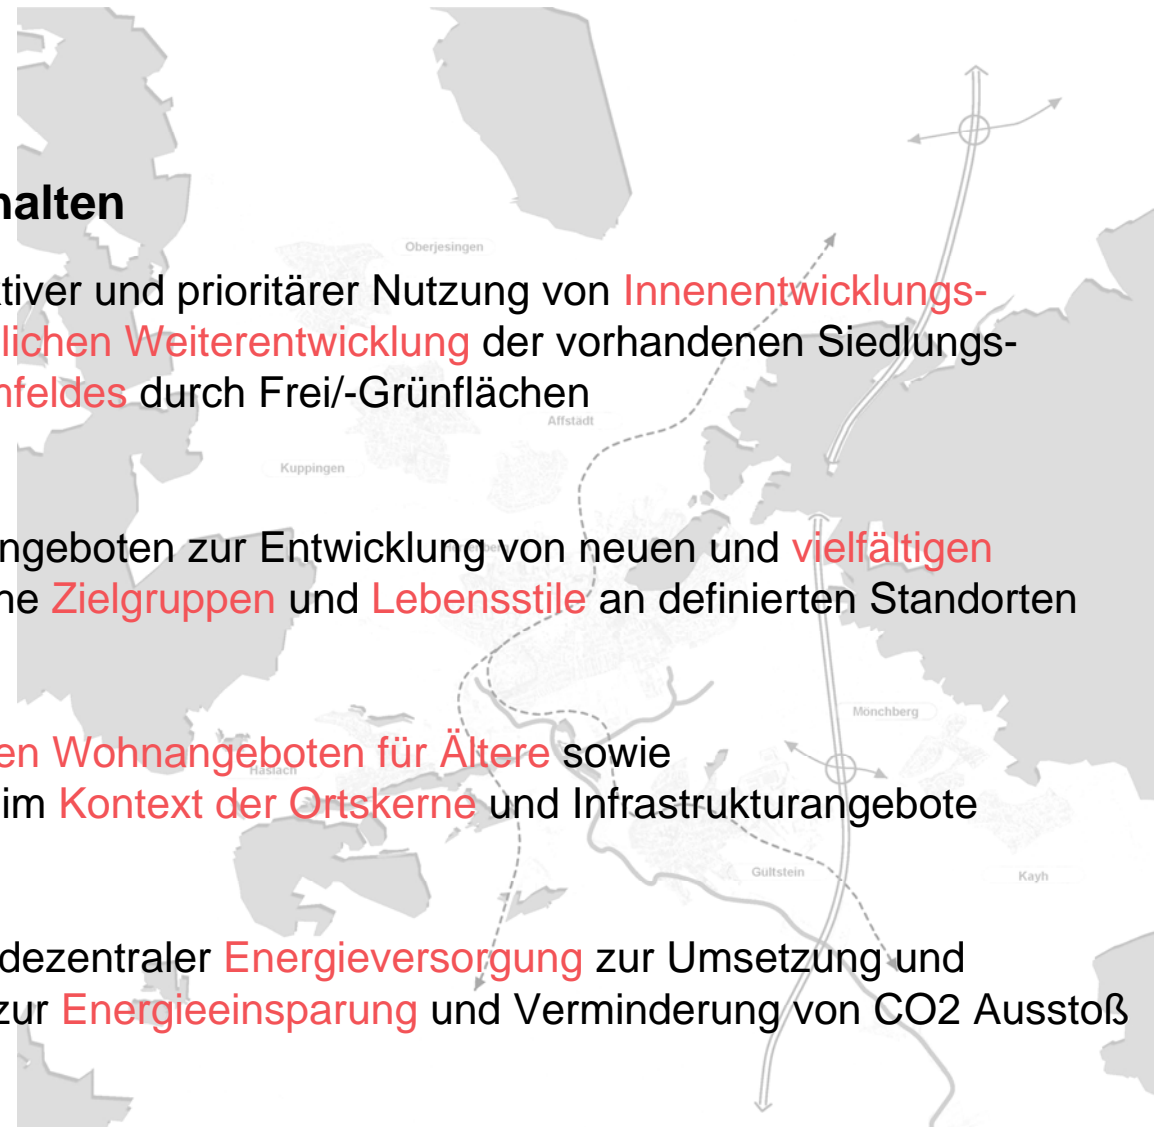 halten
Oberjesingen
tiver und prioritärer Nutzung von Innenentwicklungs-
lichen Weiterentwicklung der vorhandenen Siedlungs-
nfeldes durch Frei/-Grünflächen
Affstädt
Kuppingen
ngeboten zur Entwicklung von neuen und vielfältigen
ne Zielgruppen und Lebensstile an definierten Standorten
Mönchberg
en Wohnangeboten für Ältere sowie
Haslach
im Kontext der Ortskerne und Infrastrukturangebote
Gültstein
Kayh
dezentraler Energieversorgung zur Umsetzung und
zur Energieeinsparung und Verminderung von CO2 Ausstoß